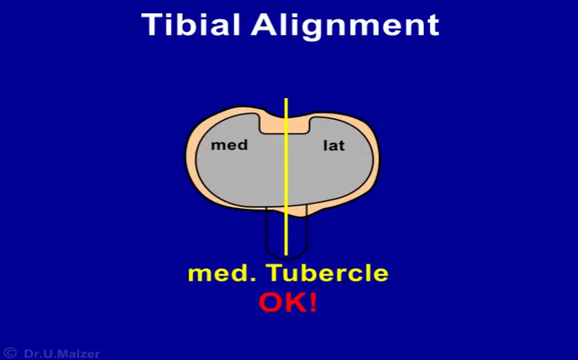 Tibial Alignment
med lat
med. Tubercle
OK!
© Dr.U.Malzer